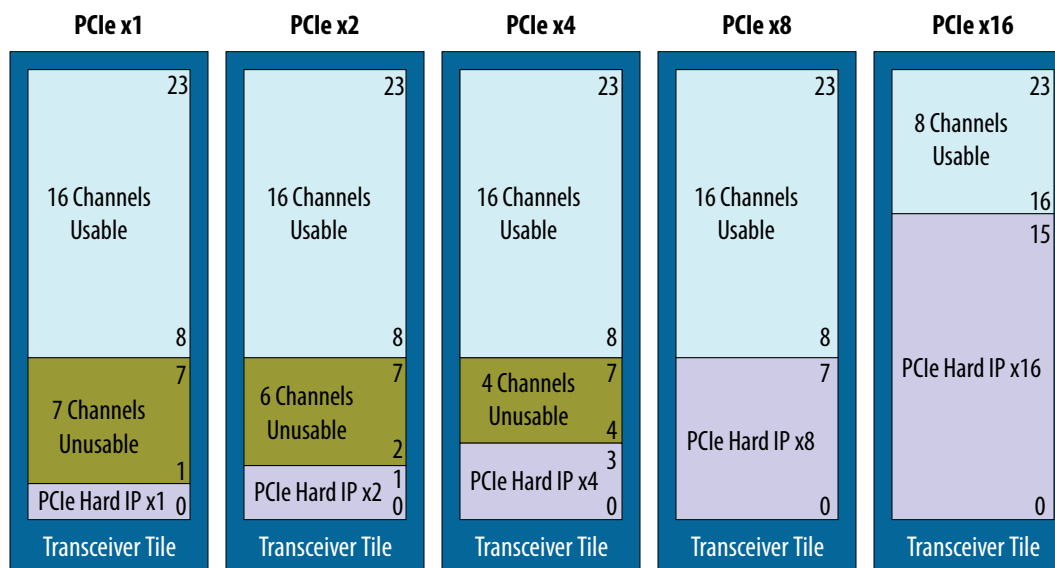 PCIe x1
23
16 Channels
Usable
8
7
7 Channels
Unusable
1
PCIe Hard IP x1
0
Transceiver Tile
PCIe x2
23
16 Channels
Usable
8
7
6 Channels
Unusable
2
1
PCIe Hard IP x2
0
Transceiver Tile
PCIe x4
23
16 Channels
Usable
8
7
4 Channels
Unusable
4
3
PCIe Hard IP x4
0
Transceiver Tile
PCIe x8
23
16 Channels
Usable
8
7
PCIe Hard IP x8
0
Transceiver Tile
PCIe x16
23
8 Channels
Usable
16
15
PCIe Hard IP x16
0
Transceiver Tile